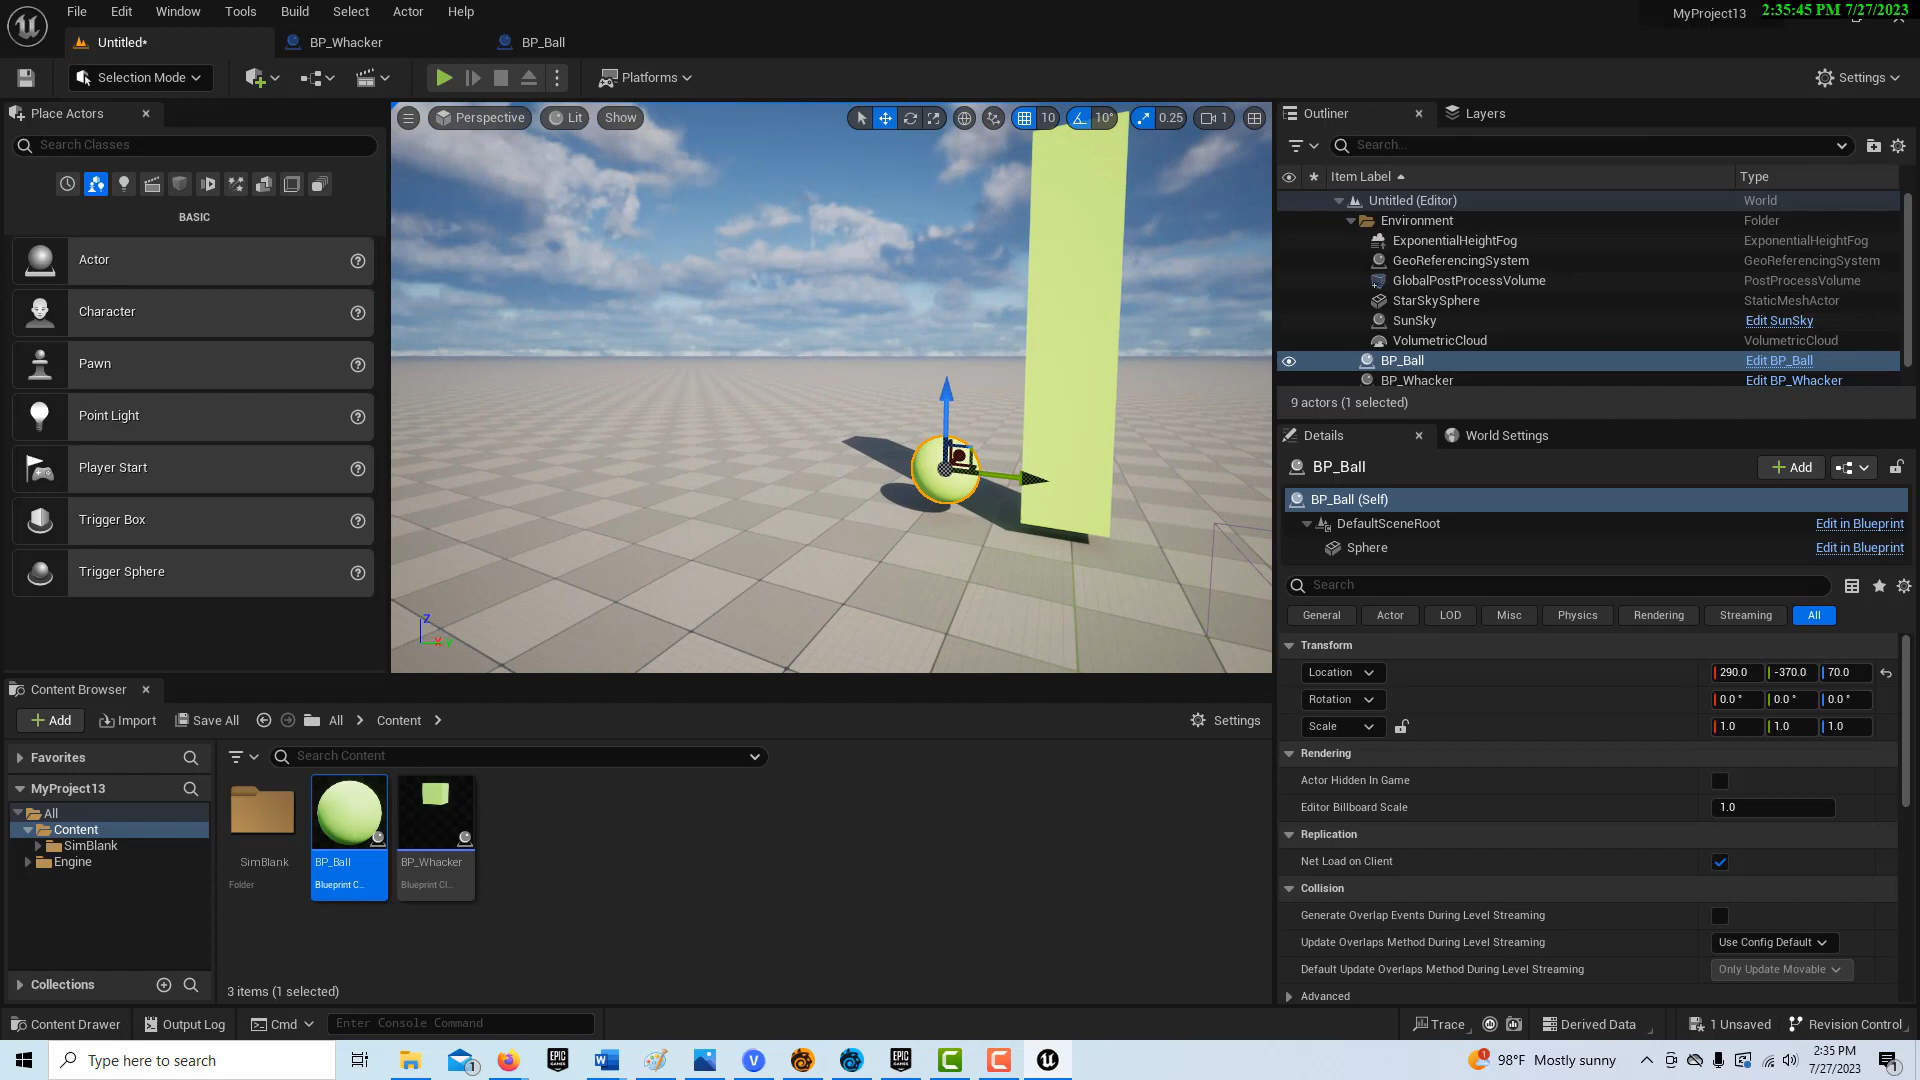 File Edit Window Tools Build Select Actor Help
MyProject13 2:35:45 PM 7/27/2023
Untitled* BP_Whacker BP_Ball
Selection Mode Platforms Settings
Place Actors
Search Classes
BASIC
Actor
Character
Pawn
Point Light
Player Start
Trigger Box
Trigger Sphere
Perspective Lit Show 10 10° 0.25 1
Z
X Y
Outliner Layers
Search...
Item Label Type
Untitled (Editor) World
Environment Folder
ExponentialHeightFog ExponentialHeightFog
GeoReferencingSystem GeoReferencingSystem
GlobalPostProcessVolume PostProcessVolume
StarSkySphere StaticMeshActor
SunSky Edit SunSky
VolumetricCloud VolumetricCloud
BP_Ball Edit BP_Ball
BP_Whacker Edit BP_Whacker
9 actors (1 selected)
Details World Settings
BP_Ball Add
BP_Ball (Self)
DefaultSceneRoot Edit in Blueprint
Sphere Edit in Blueprint
Search
General Actor LOD Misc Physics Rendering Streaming All
Transform
Location 290.0 -370.0 70.0
Rotation 0.0 ° 0.0 ° 0.0 °
Scale 1.0 1.0 1.0
Rendering
Actor Hidden In Game
Editor Billboard Scale 1.0
Replication
Net Load on Client
Collision
Generate Overlap Events During Level Streaming
Update Overlaps Method During Level Streaming Use Config Default
Default Update Overlaps Method During Level Streaming Only Update Movable
Advanced
Content Browser
Add Import Save All All Content Settings
Favorites
Search Content
MyProject13
All
Content
SimBlank
Engine
Collections
SimBlank
Folder
BP_Ball
Blueprint C...
BP_Whacker
Blueprint Cl...
3 items (1 selected)
Content Drawer Output Log Cmd Enter Console Command Trace Derived Data 1 Unsaved Revision Control
Type here to search
EPIC GAMES
EPIC GAMES
98°F Mostly sunny
2:35 PM
7/27/2023